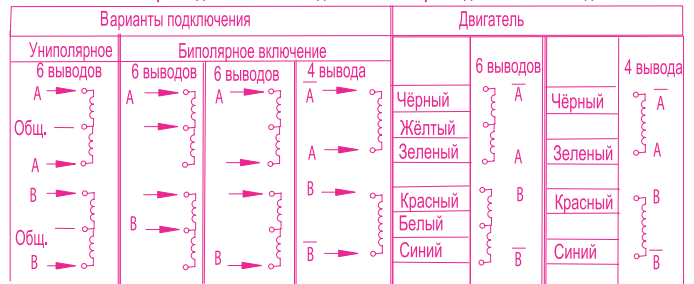 Варианты подключения
Двигатель
Униполярное
Биполярное включение
6 выводов
6 выводов
6 выводов
4 вывода
6 выводов
4 вывода
A
A
A
A̅
Чёрный
A̅
Чёрный
A̅
Общ.
Жёлтый
A
A
Зеленый
A
Зеленый
A
B
B
Красный
B
Красный
B
Общ.
B
Белый
B
B
B̅
Синий
B̅
Синий
B̅